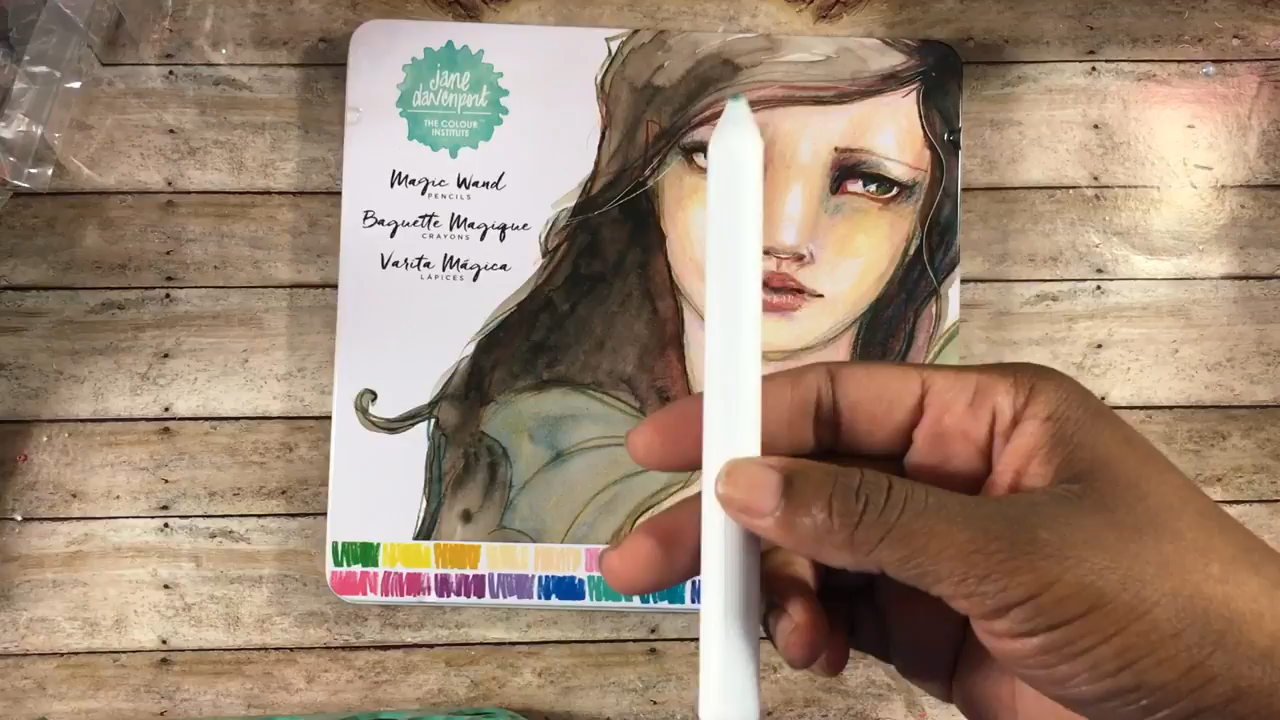 jane
davenport
THE COLOUR
INSTITUTE
Magic Wand
PENCILS
Baguette Magique
CRAYONS
Varita Mágica
LÁPICES